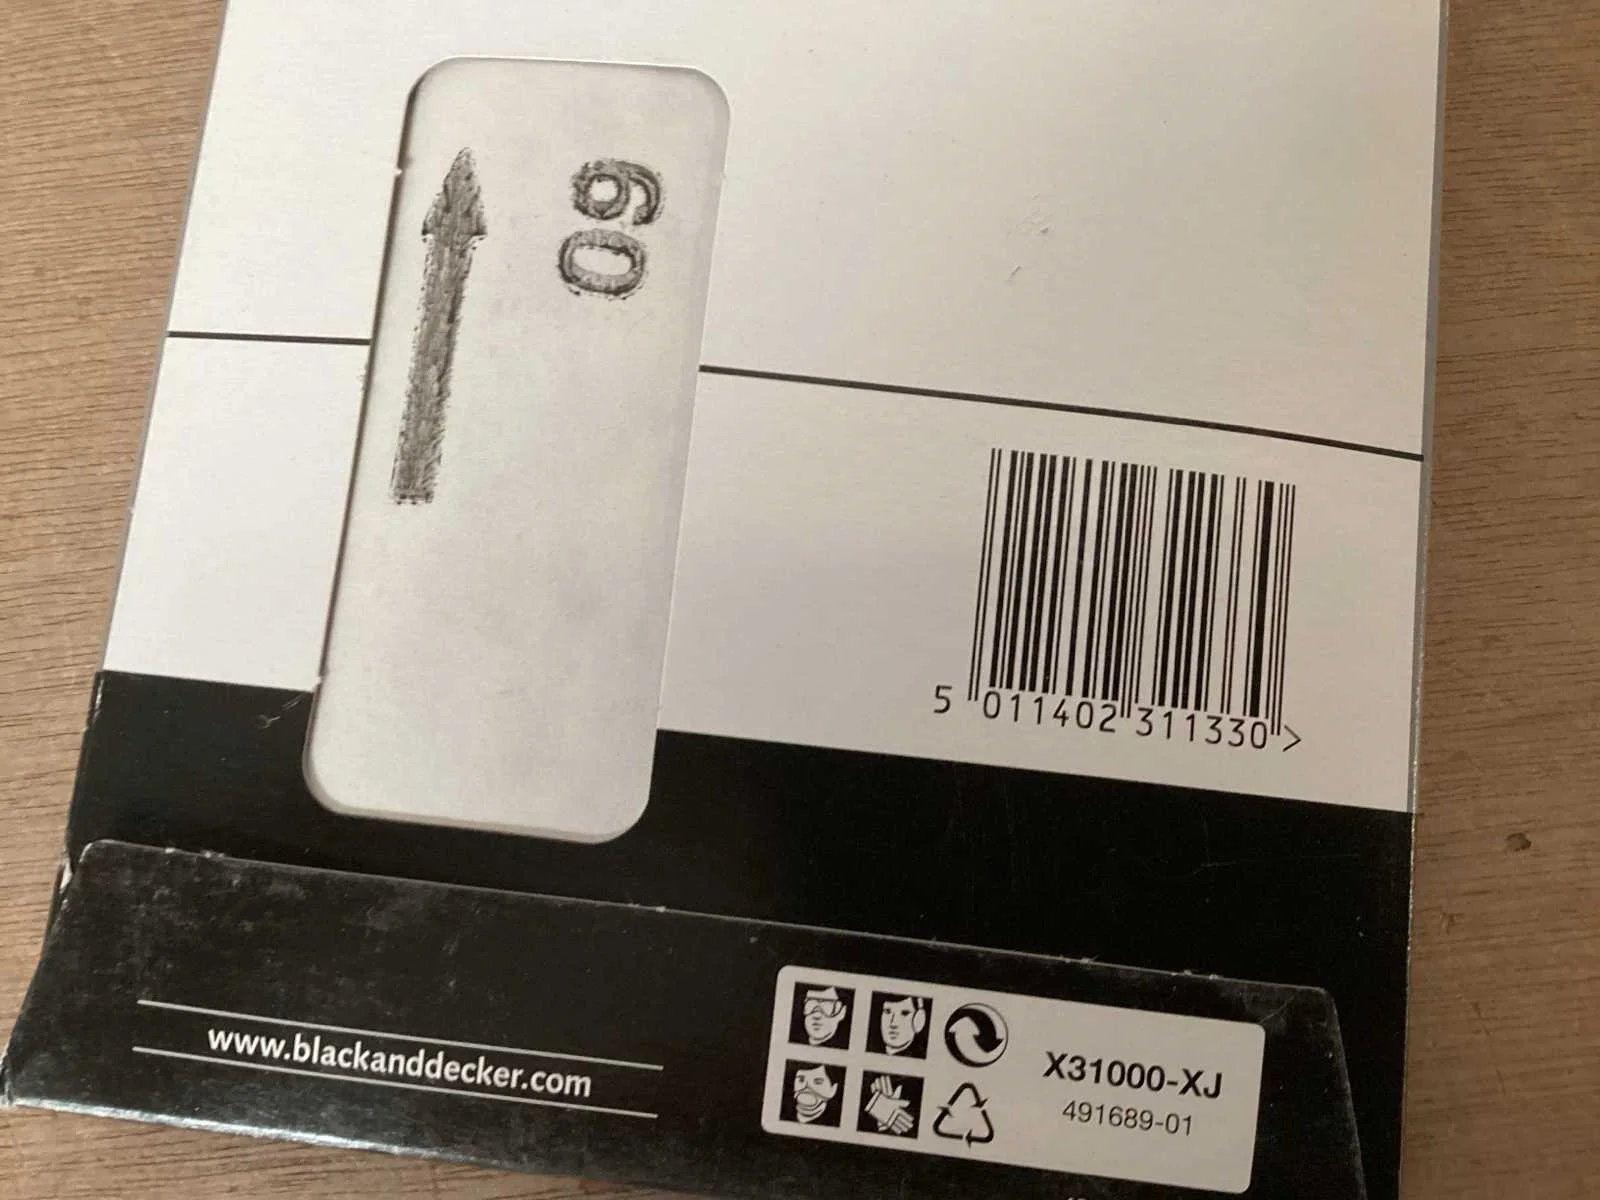 60
5 011402 311330 >
www.blackanddecker.com
X31000-XJ
491689-01